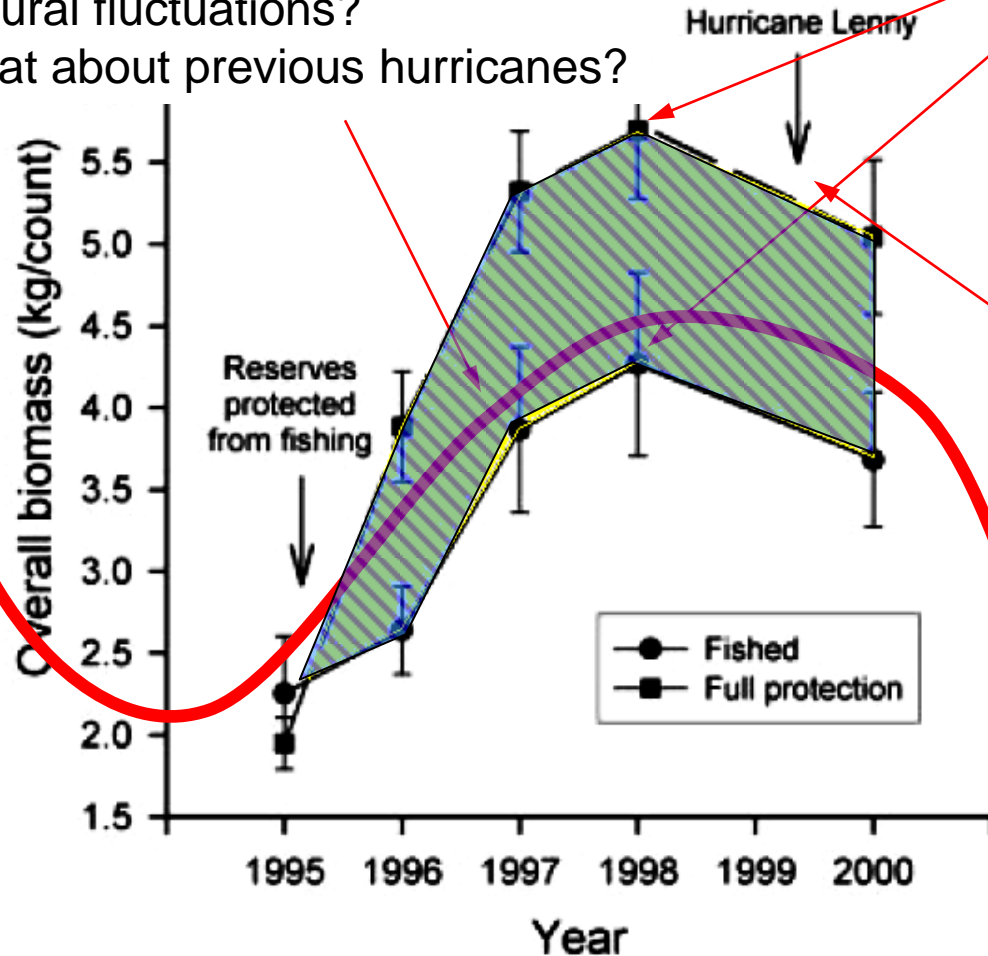 ural fluctuations?
at about previous hurricanes?
Hurricane Lenny
Reserves
protected
from fishing
Overall biomass (kg/count)
5.5
5.0
4.5
4.0
3.5
3.0
2.5
2.0
1.5
Fished
Full protection
1995 1996 1997 1998 1999 2000
Year